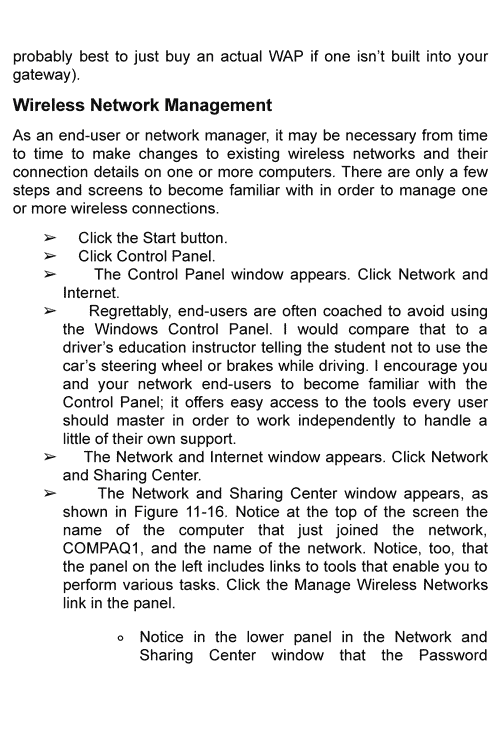 probably best to just buy an actual WAP if one isn't built into your
gateway).
Wireless Network Management
As an end-user or network manager, it may be necessary from time
to time to make changes to existing wireless networks and their
connection details on one or more computers. There are only a few
steps and screens to become familiar with in order to manage one
or more wireless connections.
➢ Click the Start button.
➢ Click Control Panel.
➢ The Control Panel window appears. Click Network and
Internet.
➢ Regrettably, end-users are often coached to avoid using
the Windows Control Panel. I would compare that to a
driver's education instructor telling the student not to use the
car's steering wheel or brakes while driving. I encourage you
and your network end-users to become familiar with the
Control Panel; it offers easy access to the tools every user
should master in order to work independently to handle a
little of their own support.
➢ The Network and Internet window appears. Click Network
and Sharing Center.
➢ The Network and Sharing Center window appears, as
shown in Figure 11-16. Notice at the top of the screen the
name of the computer that just joined the network,
COMPAQ1, and the name of the network. Notice, too, that
the panel on the left includes links to tools that enable you to
perform various tasks. Click the Manage Wireless Networks
link in the panel.
o Notice in the lower panel in the Network and
Sharing Center window that the Password